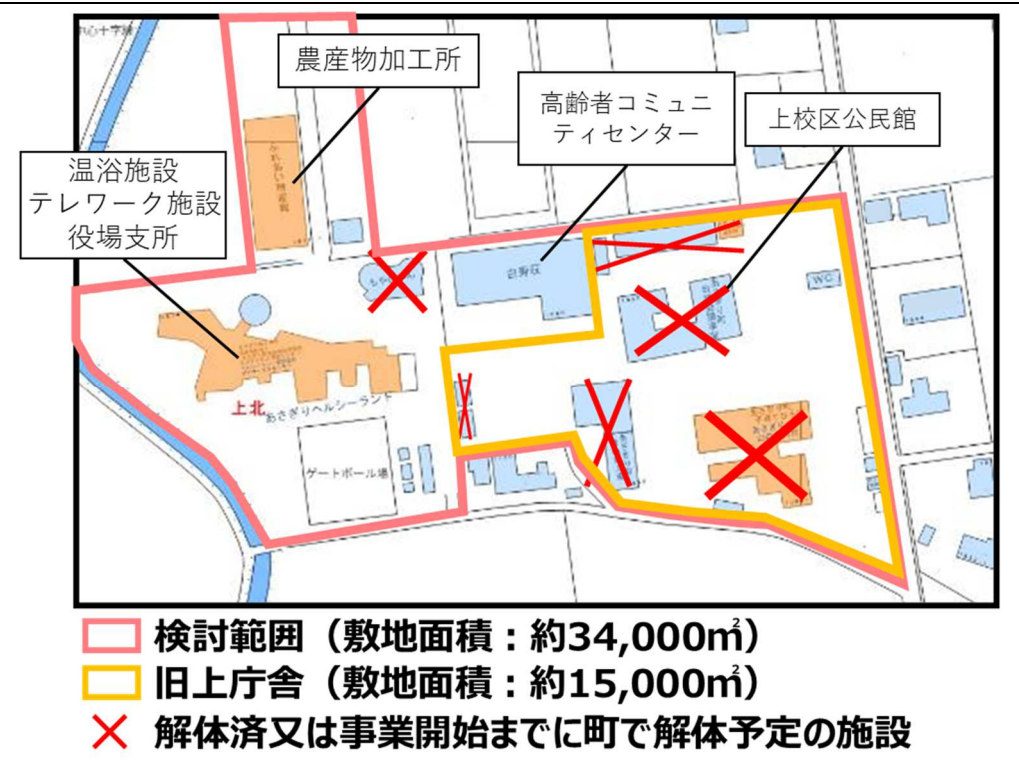 農産物加工所
高齢者コミュニ
ティセンター
上校区公民館
温浴施設
テレワーク施設
役場支所
WC
上北
あさぎりヘルシーランド
ゲートボール場
検討範囲（敷地面積：約34,000㎡）
旧上庁舎（敷地面積：約15,000㎡）
解体済又は事業開始までに町で解体予定の施設